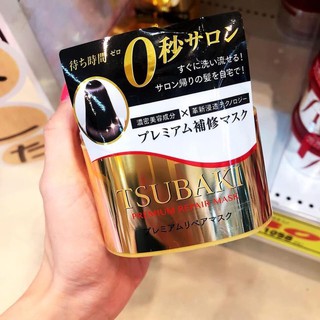 待ち時間 ゼロ
0秒サロン
すぐに洗い流せる!
サロン帰りの髪を自宅で!
濃密美容成分 × 革新浸透テクノロジー
プレミアム補修マスク
TSUBAKI
PREMIUM REPAIR MASK
プレミアムリペアマスク